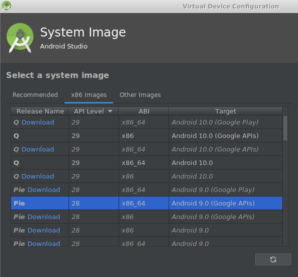 Virtual Device Configuration
System Image
Android Studio
Select a system image
Recommended x86 Images Other Images
Release Name API Level ABI Target
Q Download 29 x86_64 Android 10.0 (Google Play)
Q 29 x86 Android 10.0 (Google APIs)
Q Download 29 x86_64 Android 10.0 (Google APIs)
Q 29 x86_64 Android 10.0
Q Download 29 x86 Android 10.0
Pie Download 28 x86_64 Android 9.0 (Google Play)
Pie 28 x86_64 Android 9.0 (Google APIs)
Pie Download 28 x86 Android 9.0 (Google APIs)
Pie Download 28 x86 Android 9.0
Pie Download 28 x86_64 Android 9.0